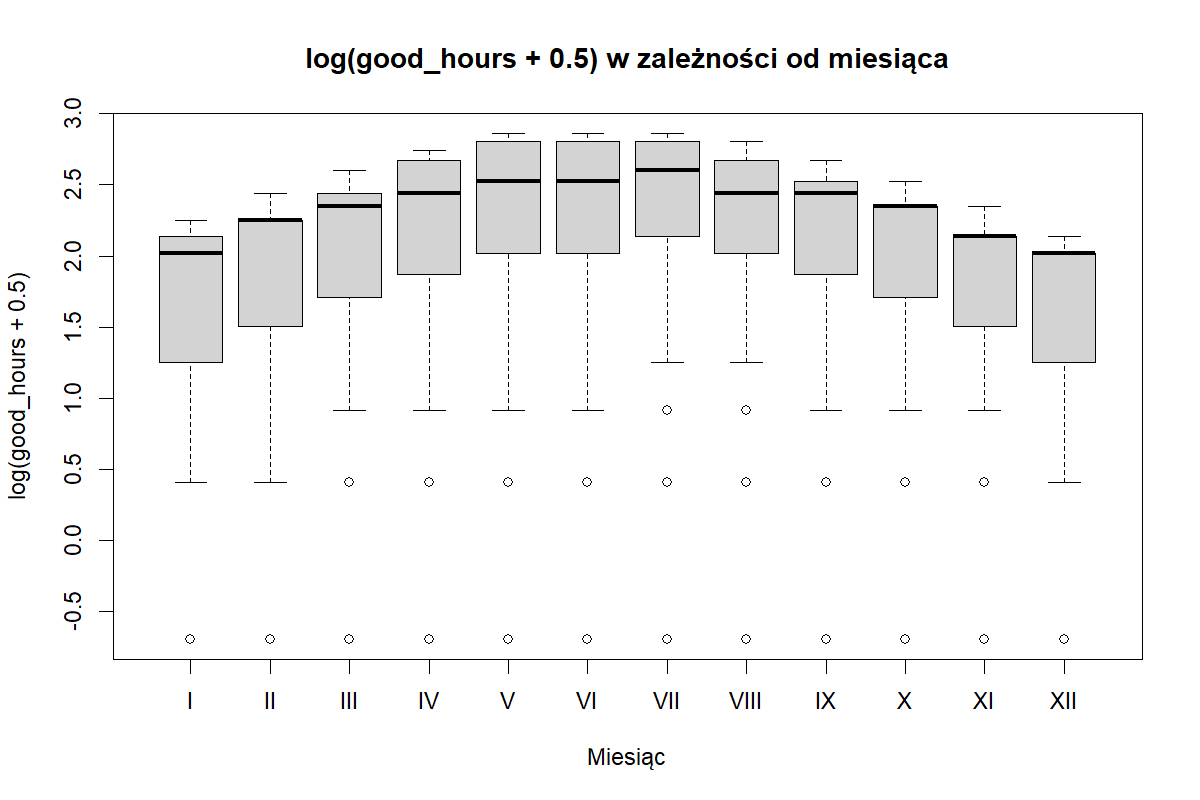 log(good_hours + 0.5) w zależności od miesiąca
log(good_hours + 0.5)
3.0
2.5
2.0
1.5
1.0
0.5
0.0
-0.5
I II III IV V VI VII VIII IX X XI XII
Miesiąc